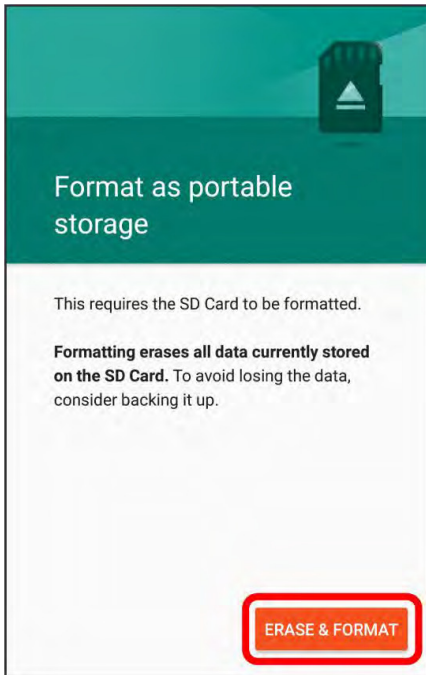 Format as portable
storage
This requires the SD Card to be formatted.
Formatting erases all data currently stored
on the SD Card. To avoid losing the data,
consider backing it up.
ERASE & FORMAT